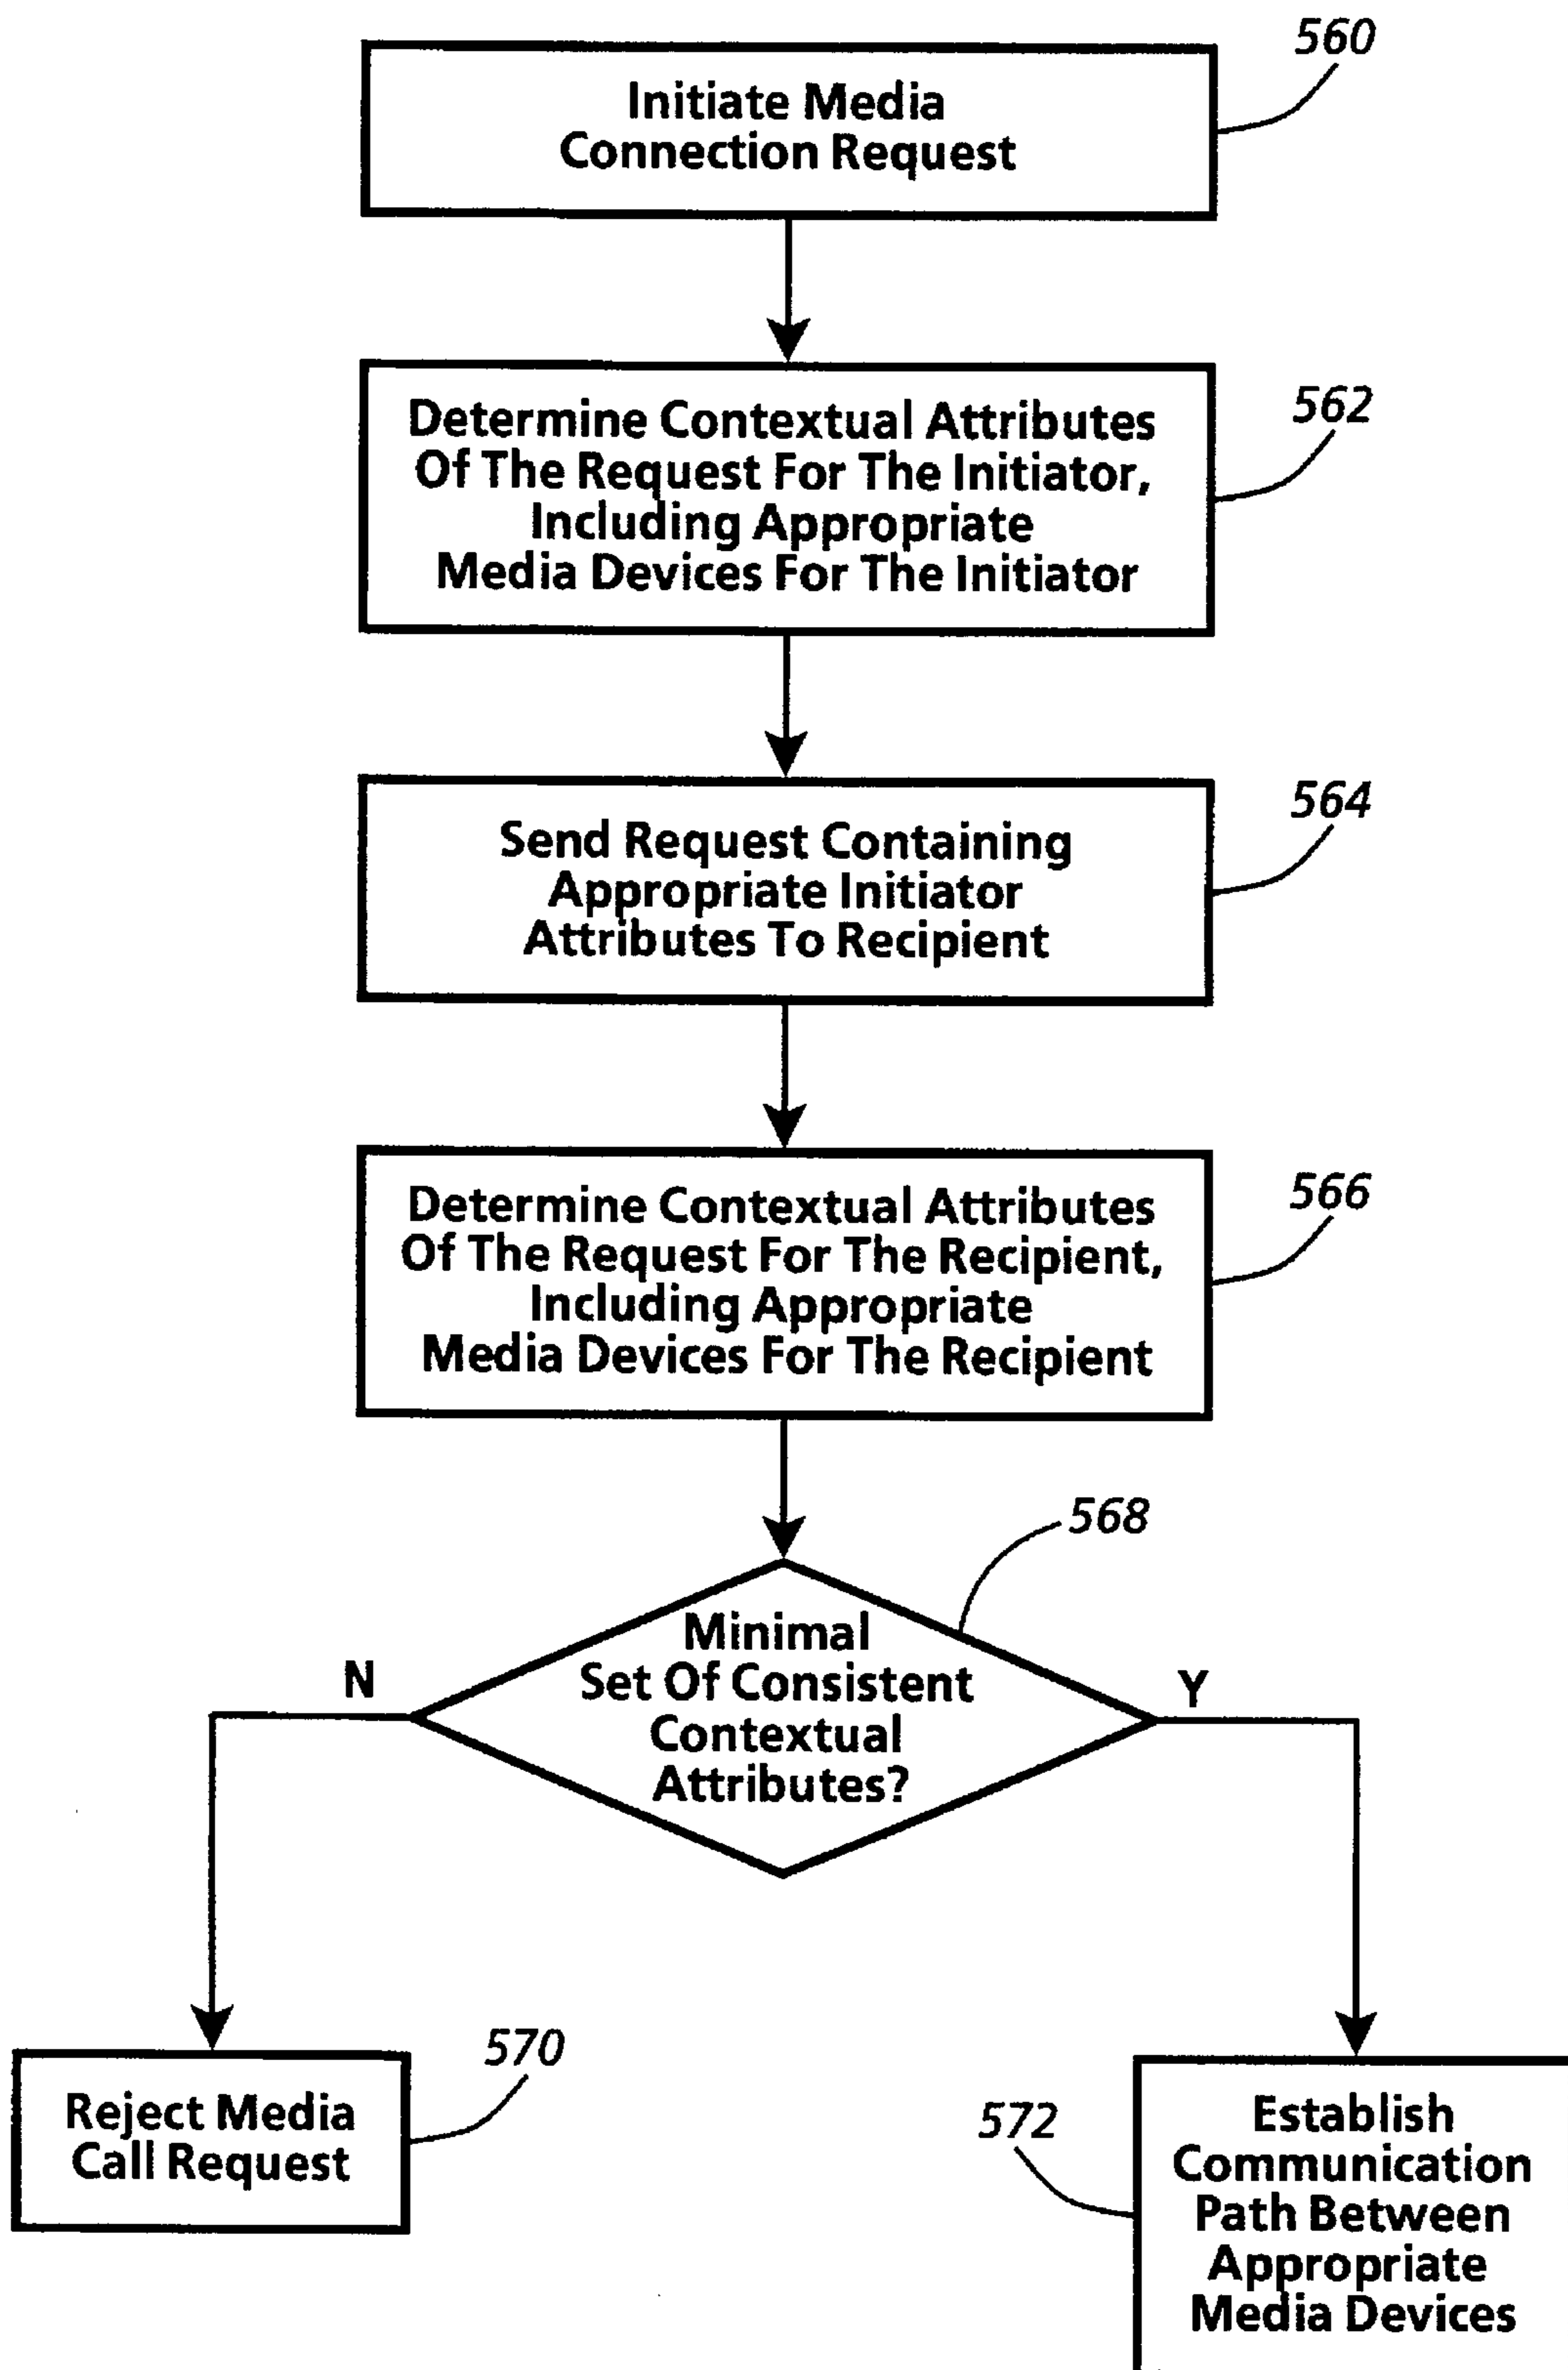 560
Initiate Media
Connection Request
562
Determine Contextual Attributes
Of The Request For The Initiator,
Including Appropriate
Media Devices For The Initiator
564
Send Request Containing
Appropriate Initiator
Attributes To Recipient
566
Determine Contextual Attributes
Of The Request For The Recipient,
Including Appropriate
Media Devices For The Recipient
568
Minimal
Set Of Consistent
Contextual
Attributes?
N
Y
570
Reject Media
Call Request
572
Establish
Communication
Path Between
Appropriate
Media Devices